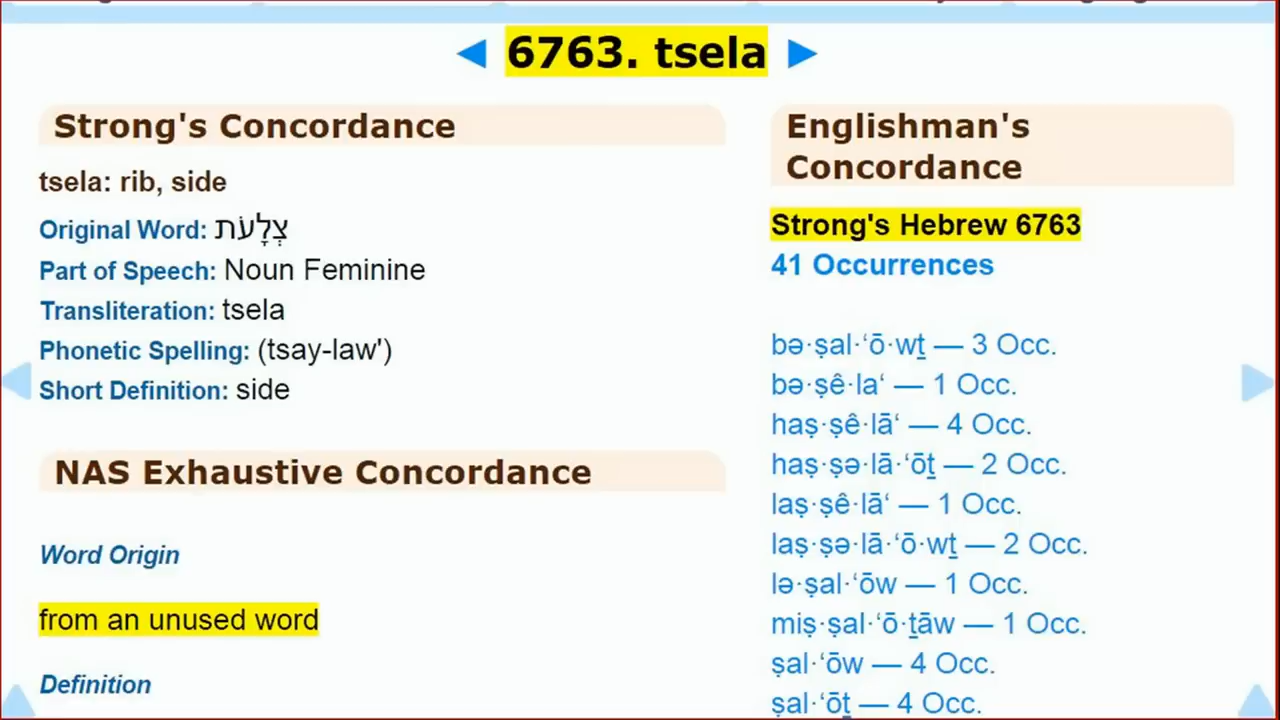 6763. tsela
Strong's Concordance
tsela: rib, side
Original Word: צְלָעֹת
Part of Speech: Noun Feminine
Transliteration: tsela
Phonetic Spelling: (tsay-law')
Short Definition: side
NAS Exhaustive Concordance
Word Origin
from an unused word
Definition
Englishman's
Concordance
Strong's Hebrew 6763
41 Occurrences
bə·ṣal·‘ō·wṯ — 3 Occ.
bə·ṣê·la‘ — 1 Occ.
haṣ·ṣê·lā‘ — 4 Occ.
haṣ·ṣə·lā·‘ōṯ — 2 Occ.
laṣ·ṣê·lā‘ — 1 Occ.
laṣ·ṣə·lā·‘ō·wṯ — 2 Occ.
lə·ṣal·‘ōw — 1 Occ.
miṣ·ṣal·‘ō·ṯāw — 1 Occ.
ṣal·‘ōw — 4 Occ.
ṣal·‘ōṯ — 4 Occ.